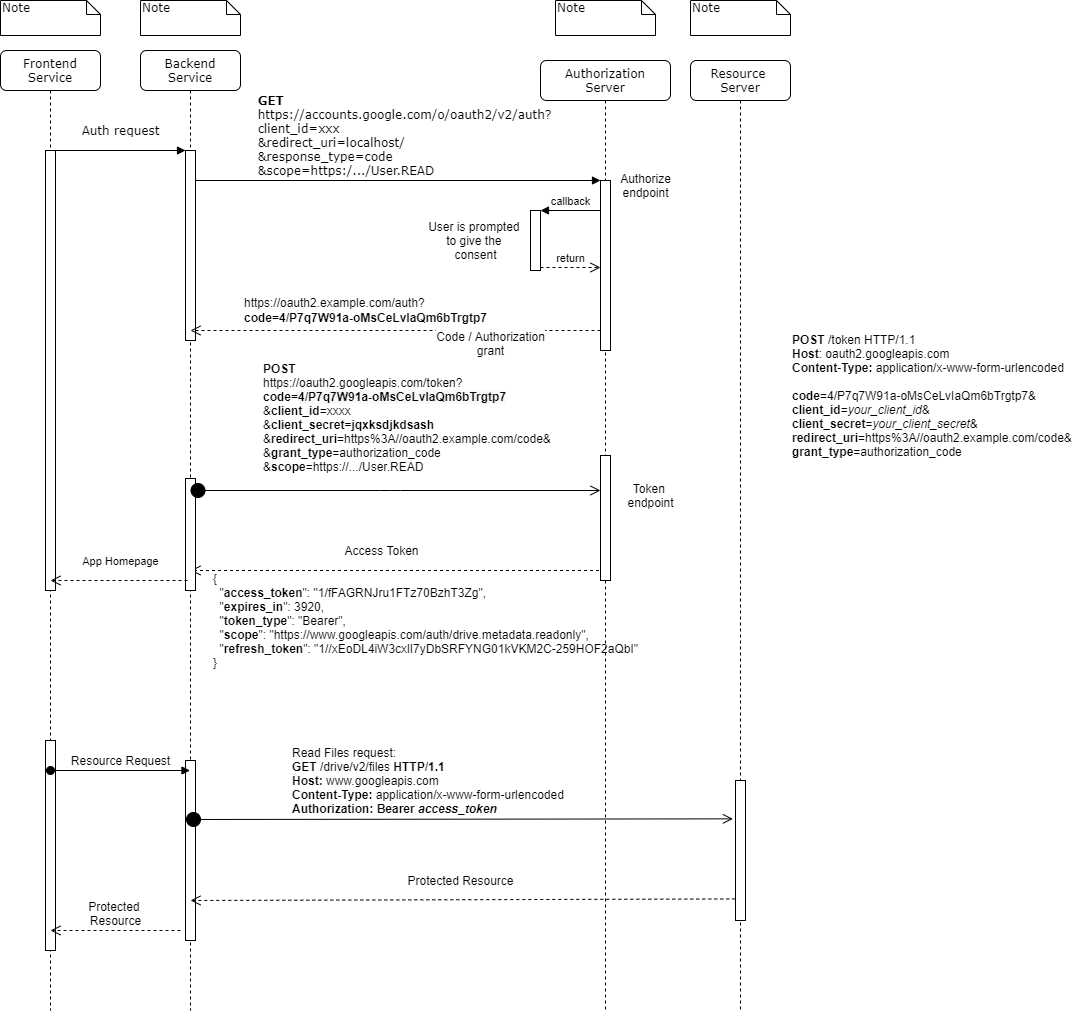 Note
Note
Note
Note
Frontend
Service
Backend
Service
Authorization
Server
Resource
Server
GET
https://accounts.google.com/o/oauth2/v2/auth?
client_id=xxx
&redirect_uri=localhost/
&response_type=code
&scope=https:/.../User.READ
Auth request
Authorize
endpoint
callback
User is prompted
to give the
consent
return
https://oauth2.example.com/auth?
code=4/P7q7W91a-oMsCeLvIaQm6bTrgtp7
Code / Authorization
grant
POST /token HTTP/1.1
Host: oauth2.googleapis.com
Content-Type: application/x-www-form-urlencoded
code=4/P7q7W91a-oMsCeLvIaQm6bTrgtp7&
client_id=your_client_id&
client_secret=your_client_secret&
redirect_uri=https%3A//oauth2.example.com/code&
grant_type=authorization_code
POST
https://oauth2.googleapis.com/token?
code=4/P7q7W91a-oMsCeLvIaQm6bTrgtp7
&client_id=xxxx
&client_secret=jqxksdjkdsash
&redirect_uri=https%3A//oauth2.example.com/code&
&grant_type=authorization_code
&scope=https://.../User.READ
Token
endpoint
Access Token
App Homepage
{
"access_token": "1/fFAGRNJru1FTz70BzhT3Zg",
"expires_in": 3920,
"token_type": "Bearer",
"scope": "https://www.googleapis.com/auth/drive.metadata.readonly",
"refresh_token": "1//xEoDL4iW3cxlI7yDbSRFYNG01kVKM2C-259HOF2aQbI"
}
Resource Request
Read Files request:
GET /drive/v2/files HTTP/1.1
Host: www.googleapis.com
Content-Type: application/x-www-form-urlencoded
Authorization: Bearer access_token
Protected Resource
Protected
Resource